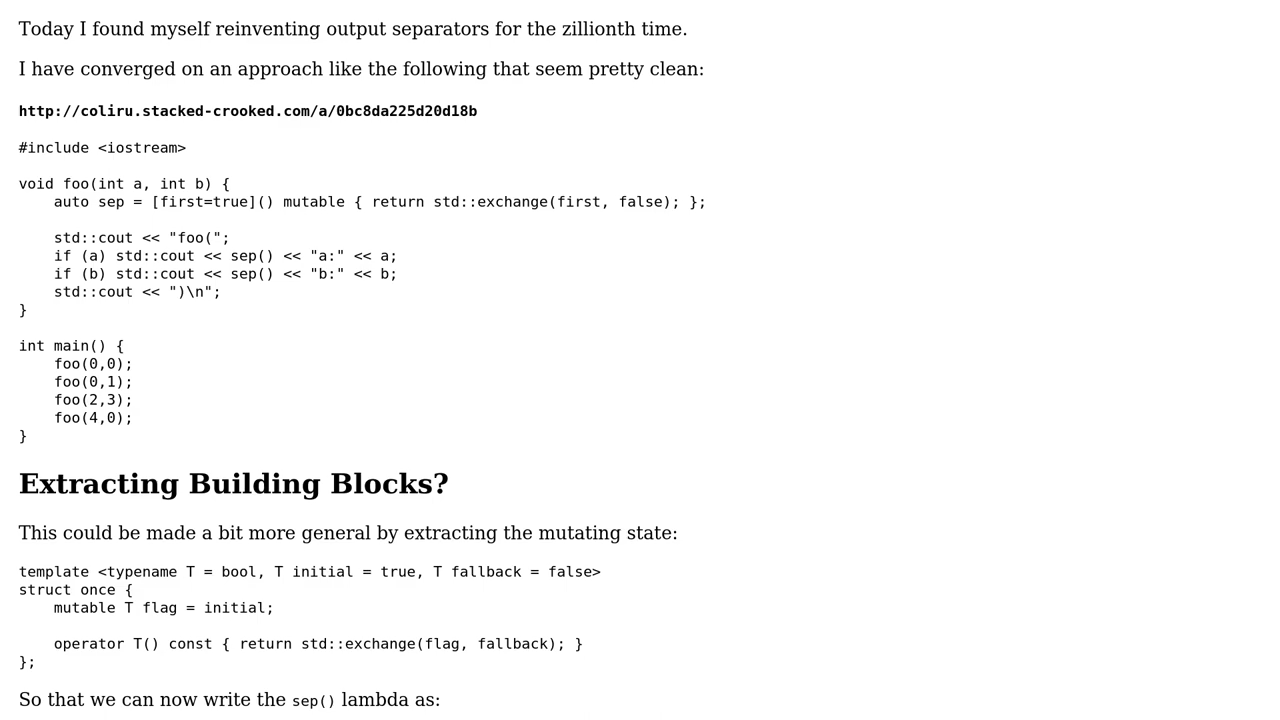 Today I found myself reinventing output separators for the zillionth time.
I have converged on an approach like the following that seem pretty clean:
http://coliru.stacked-crooked.com/a/0bc8da225d20d18b
#include <iostream>
void foo(int a, int b) {
    auto sep = [first=true]() mutable { return std::exchange(first, false); };
    std::cout << "foo(";
    if (a) std::cout << sep() << "a:" << a;
    if (b) std::cout << sep() << "b:" << b;
    std::cout << ")\n";
}
int main() {
    foo(0,0);
    foo(0,1);
    foo(2,3);
    foo(4,0);
}
Extracting Building Blocks?
This could be made a bit more general by extracting the mutating state:
template <typename T = bool, T initial = true, T fallback = false>
struct once {
    mutable T flag = initial;
    operator T() const { return std::exchange(flag, fallback); }
};
So that we can now write the sep() lambda as: